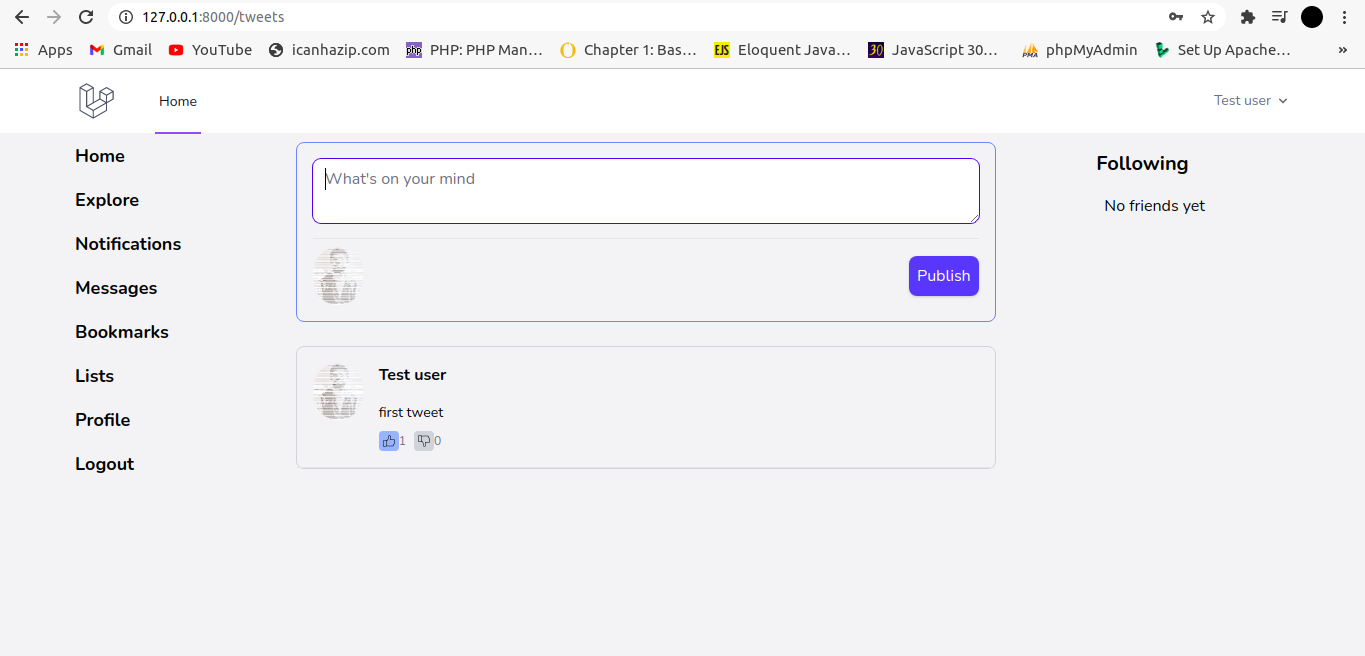 127.0.0.1:8000/tweets
Apps Gmail YouTube icanhazip.com php PHP: PHP Man... Chapter 1: Bas... EJS Eloquent Java... 30 JavaScript 30... PMA phpMyAdmin Set Up Apache... »
Home Test user
Home
Explore
Notifications
Messages
Bookmarks
Lists
Profile
Logout
What's on your mind
Publish
Test user
first tweet
1 0
Following
No friends yet